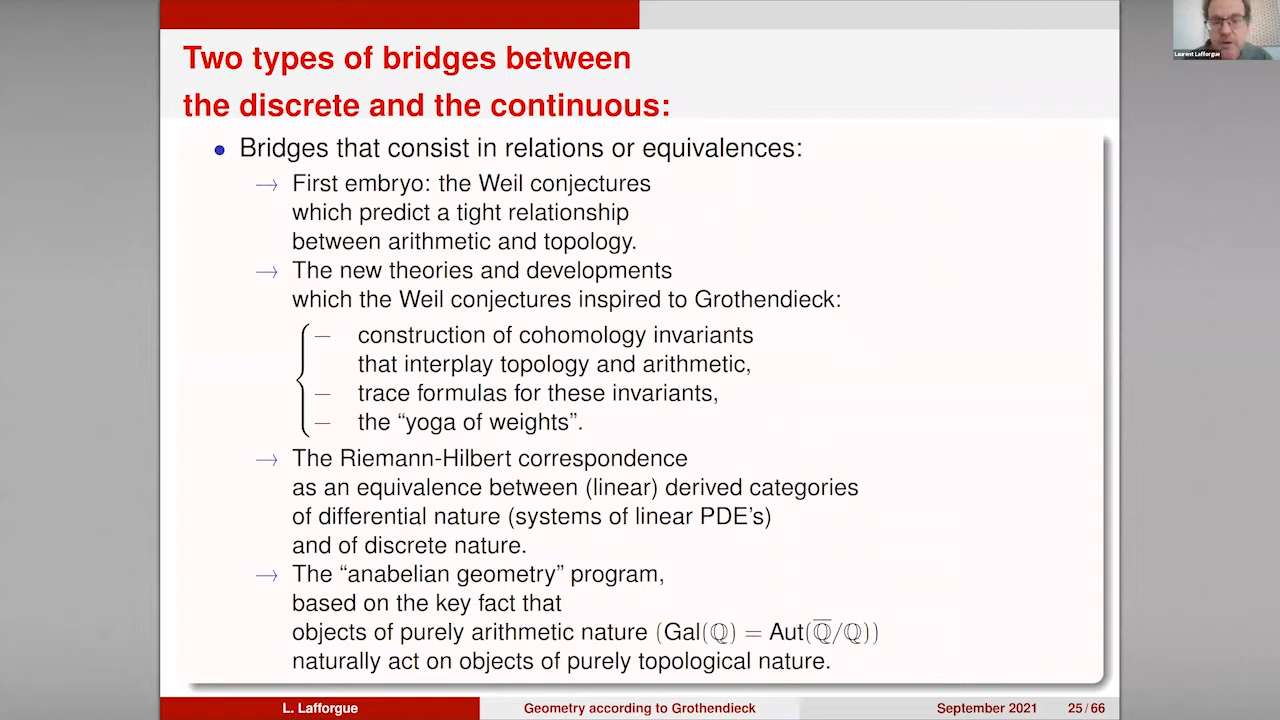 Laurent Lafforgue
Two types of bridges between
the discrete and the continuous:
• Bridges that consist in relations or equivalences:
→ First embryo: the Weil conjectures
which predict a tight relationship
between arithmetic and topology.
→ The new theories and developments
which the Weil conjectures inspired to Grothendieck:
— construction of cohomology invariants
that interplay topology and arithmetic,
— trace formulas for these invariants,
— the “yoga of weights”.
→ The Riemann-Hilbert correspondence
as an equivalence between (linear) derived categories
of differential nature (systems of linear PDE’s)
and of discrete nature.
→ The “anabelian geometry” program,
based on the key fact that
objects of purely arithmetic nature (Gal(ℚ) = Aut(ℚ̅/ℚ))
naturally act on objects of purely topological nature.
L. Lafforgue Geometry according to Grothendieck September 2021 25/66